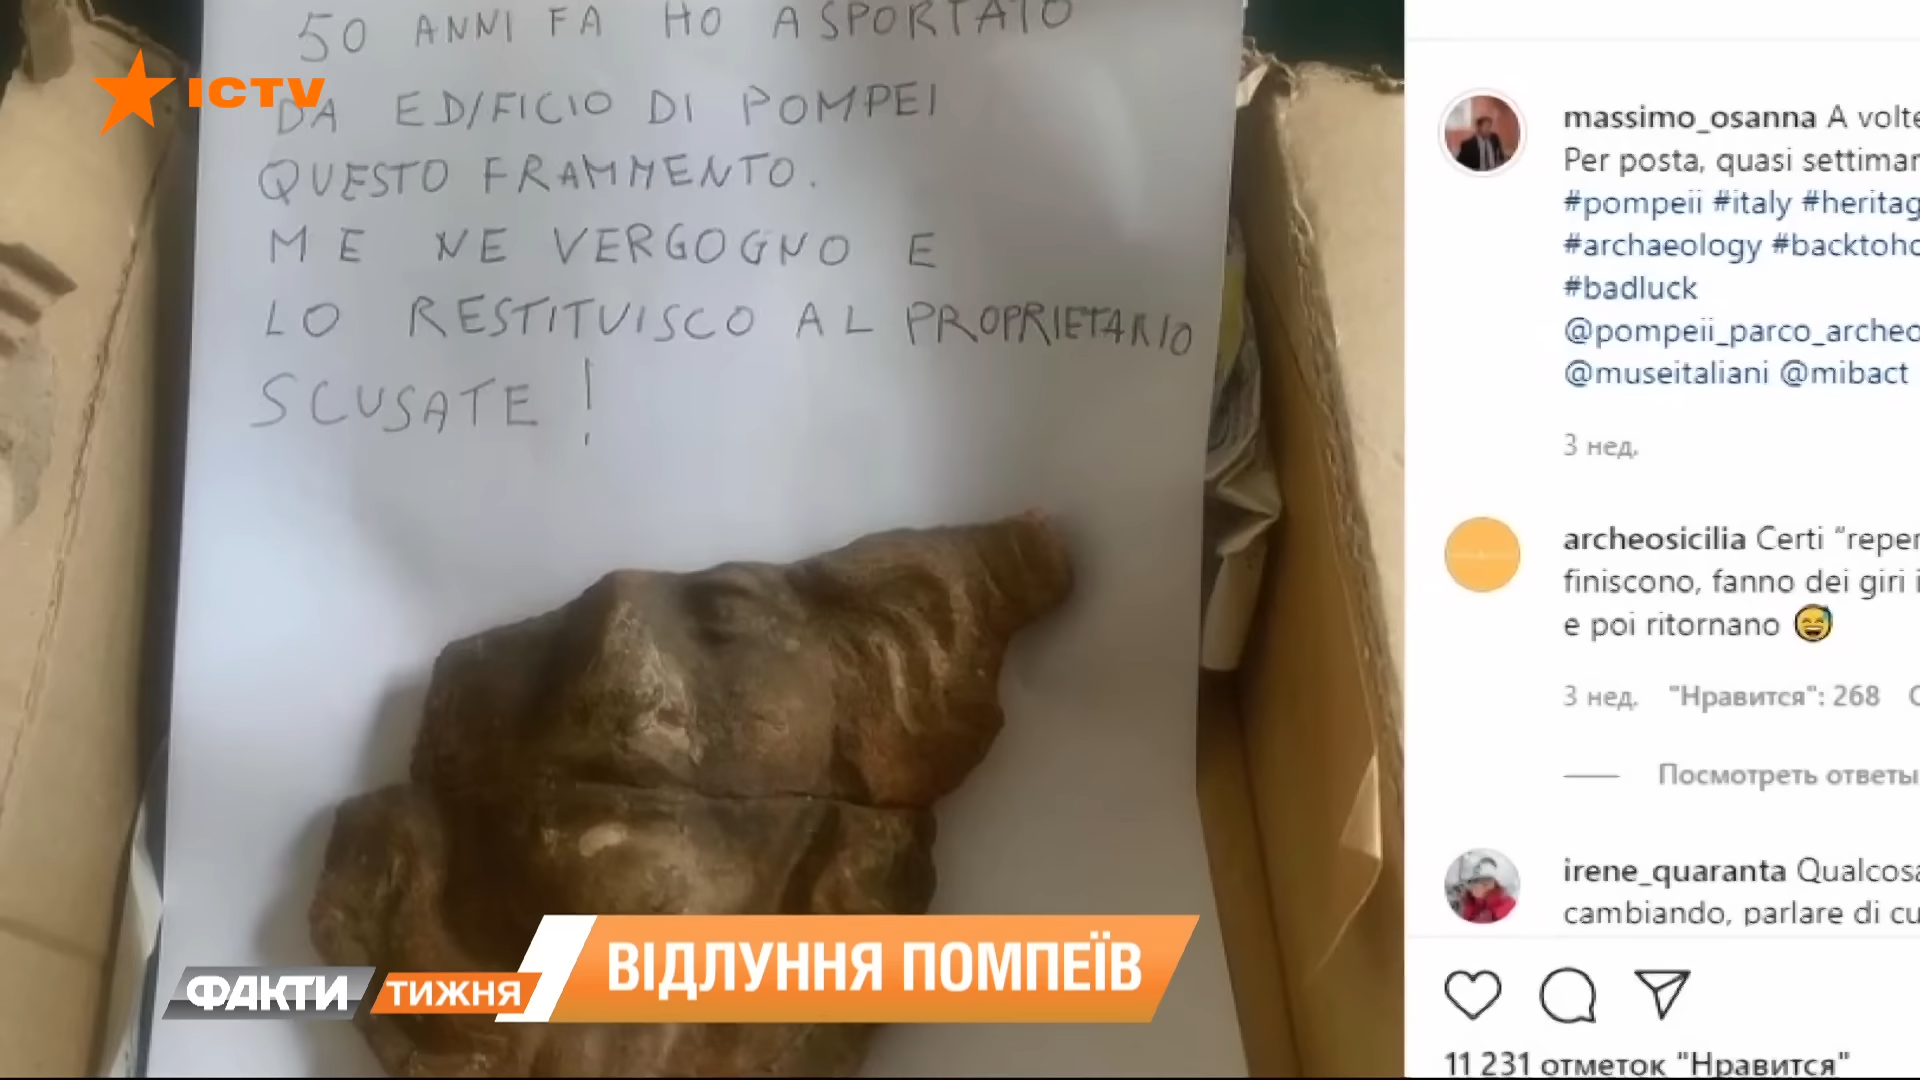 50 ANNI FA HO ASPORTATO
DA EDIFICIO DI POMPEI
QUESTO FRAMMENTO.
ME NE VERGOGNO E
LO RESTITUISCO AL PROPRIETARIO
SCUSATE!
ICTV
ФАКТИ ТИЖНЯ
ВІДЛУННЯ ПОМПЕЇВ
massimo_osanna A volte
Per posta, quasi
#pompeii #italy
#archaeology
#badluck
@museitaliani @mibact
3 нед.
archeosicilia Certi
finiscono, fanno dei giri
e poi ritornano 😅
3 нед. "Нравится": 268
Посмотреть ответы
irene_quaranta
cambiando, parlare di
11 231 отметок "Нравится"